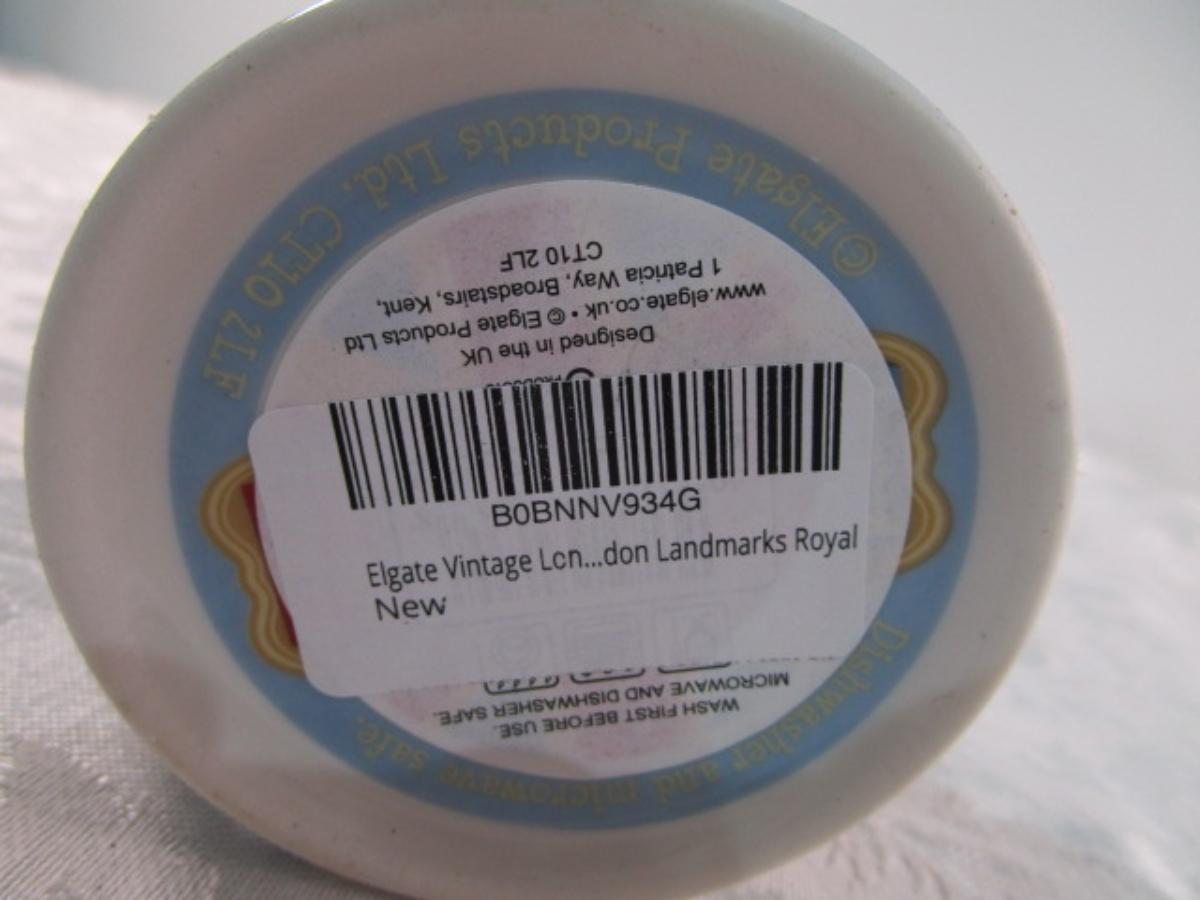 ©Elgate Products Ltd. CT10 2LF
CT10 2LF
1 Patricia Way, Broadstairs, Kent,
www.elgate.co.uk • © Elgate Products Ltd
Designed in the UK
B0BNNV934G
Elgate Vintage Lon...don Landmarks Royal
New
MICROWAVE AND DISHWASHER SAFE.
WASH FIRST BEFORE USE.
Dishwasher and microwave safe.